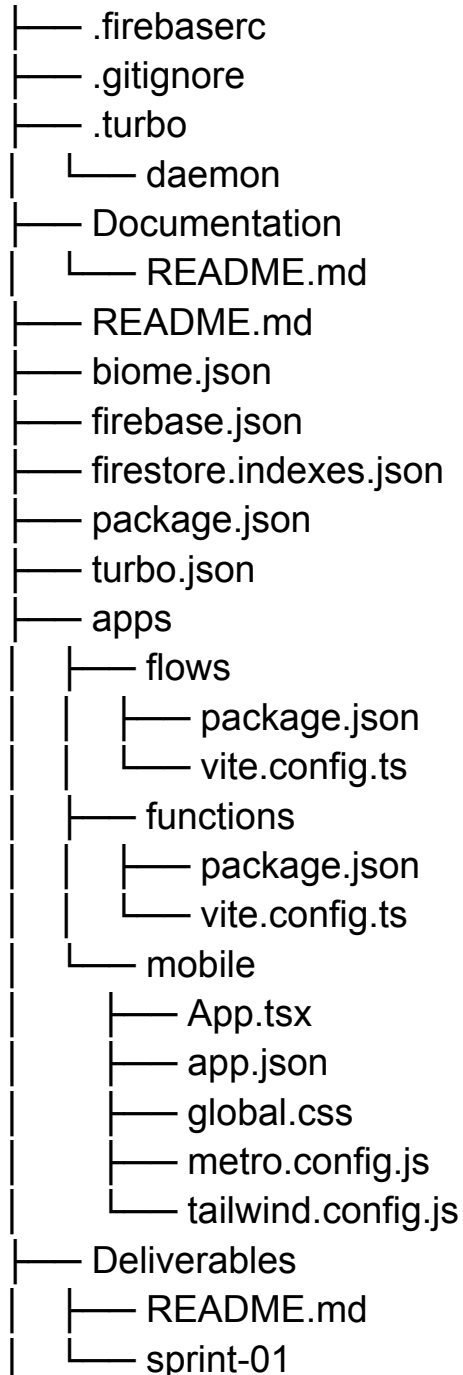 ├── .firebaserc
├── .gitignore
├── .turbo
│   └── daemon
├── Documentation
│   └── README.md
├── README.md
├── biome.json
├── firebase.json
├── firestore.indexes.json
├── package.json
├── turbo.json
├── apps
│   ├── flows
│   │   ├── package.json
│   │   └── vite.config.ts
│   ├── functions
│   │   ├── package.json
│   │   └── vite.config.ts
│   └── mobile
│       ├── App.tsx
│       ├── app.json
│       ├── global.css
│       ├── metro.config.js
│       └── tailwind.config.js
├── Deliverables
│   ├── README.md
│   └── sprint-01